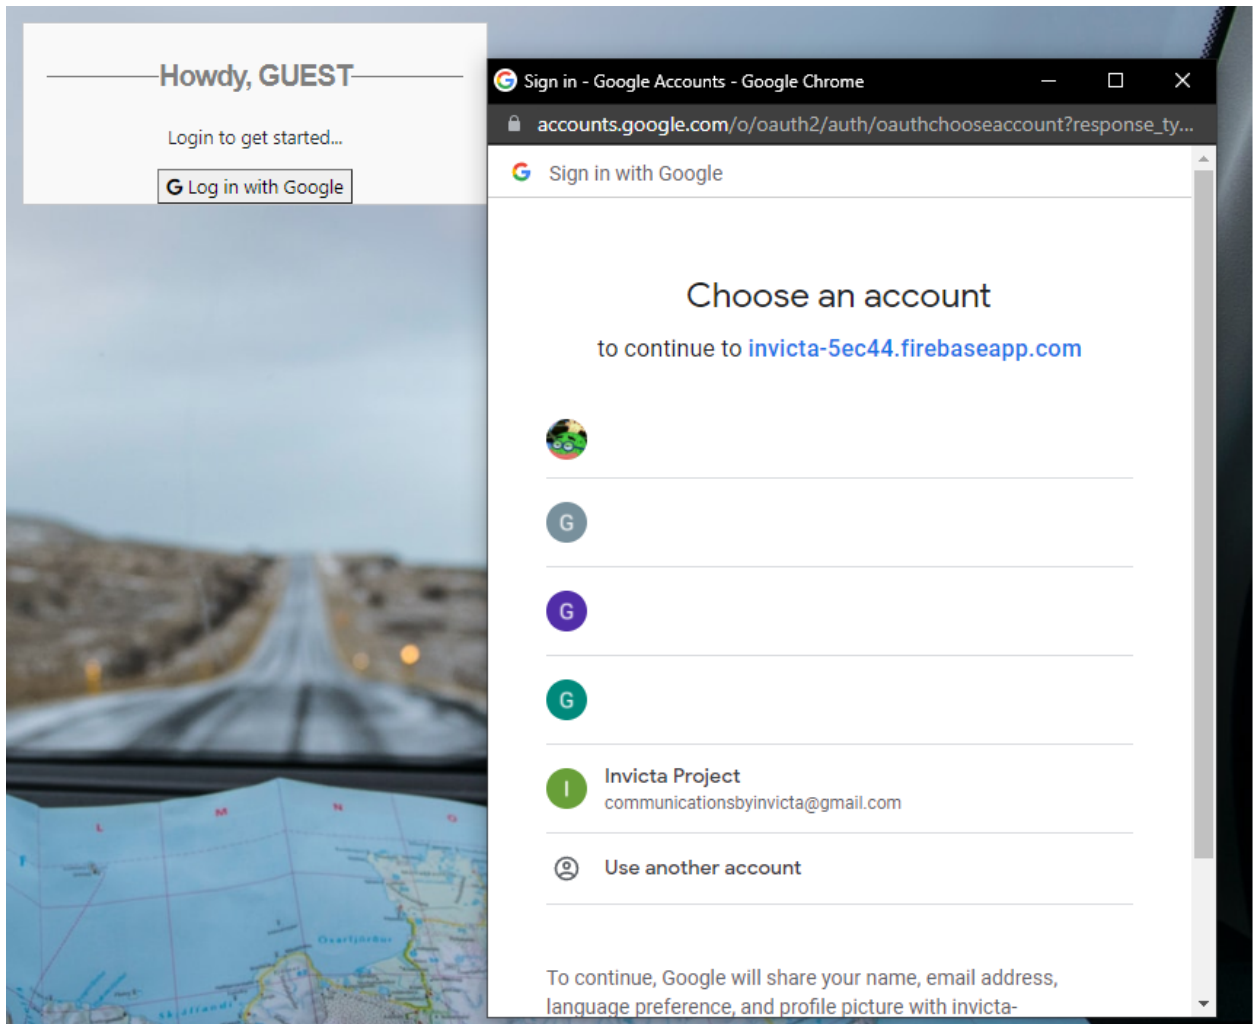 Howdy, GUEST
Login to get started...
G Log in with Google
Sign in - Google Accounts - Google Chrome
accounts.google.com/o/oauth2/auth/oauthchooseaccount?response_ty...
Sign in with Google
Choose an account
to continue to invicta-5ec44.firebaseapp.com
G
G
G
I Invicta Project
communicationsbyinvicta@gmail.com
Use another account
To continue, Google will share your name, email address,
language preference, and profile picture with invicta-
L M N O